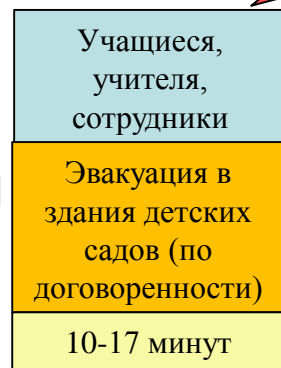 Учащиеся,
учителя,
сотрудники
Эвакуация в
здания детских
садов (по
договоренности)
10-17 минут